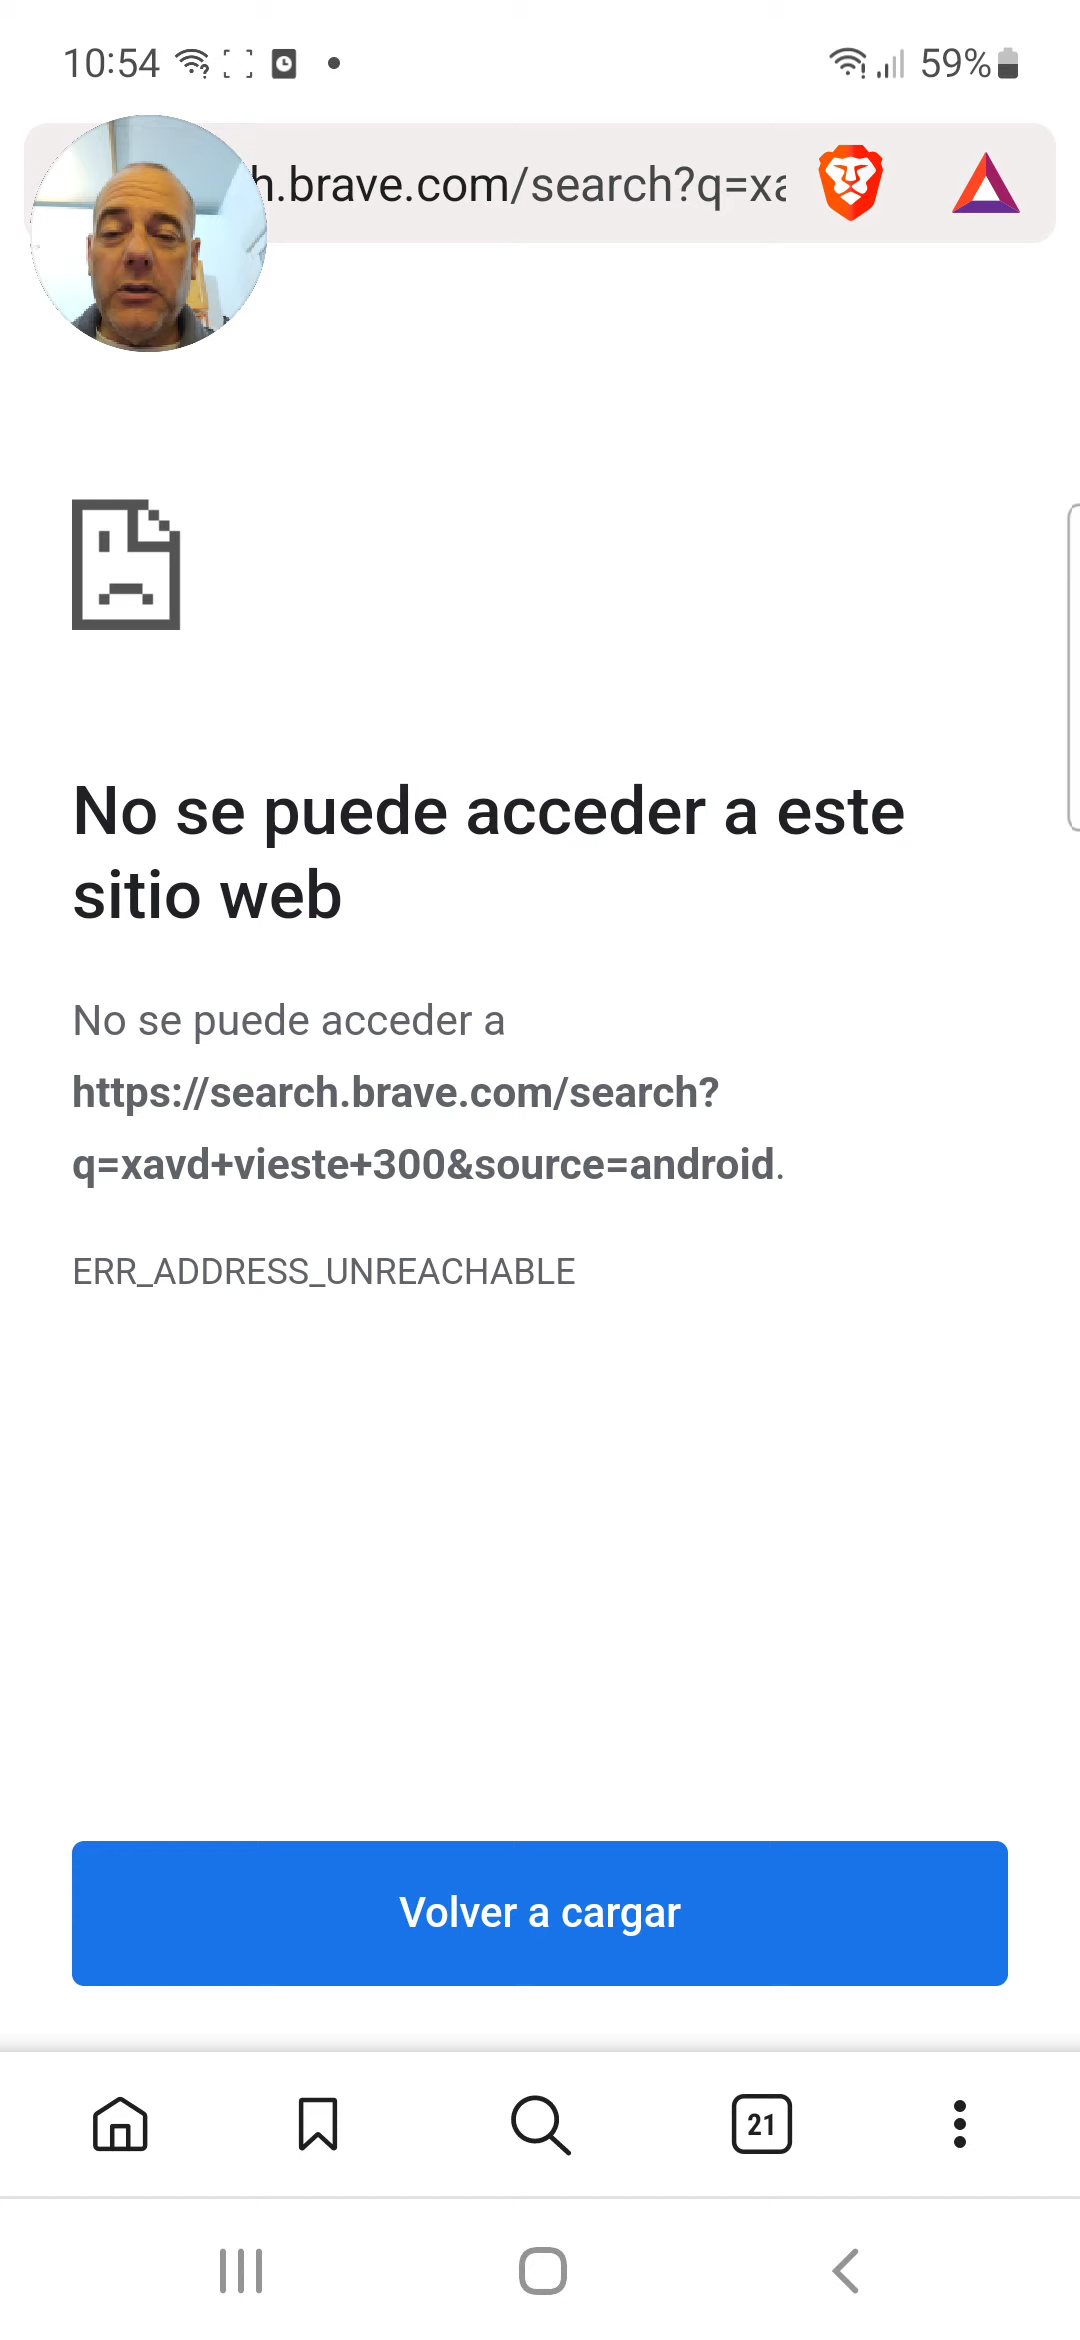 10:54
59%
h.brave.com/search?q=xa
No se puede acceder a este
sitio web
No se puede acceder a
https://search.brave.com/search?
q=xavd+vieste+300&source=android.
ERR_ADDRESS_UNREACHABLE
Volver a cargar
21